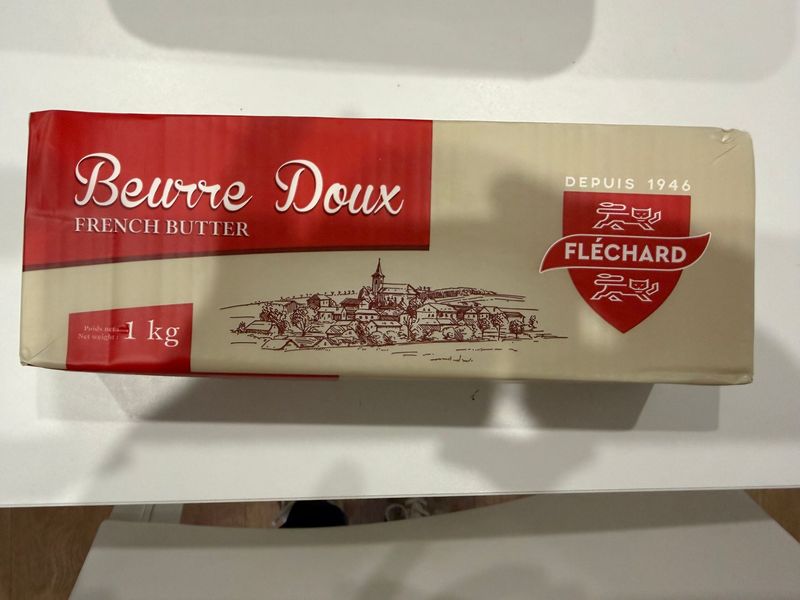 Beurre Doux
FRENCH BUTTER
Poids net :
Net weight : 1 kg
DEPUIS 1946
FLÉCHARD